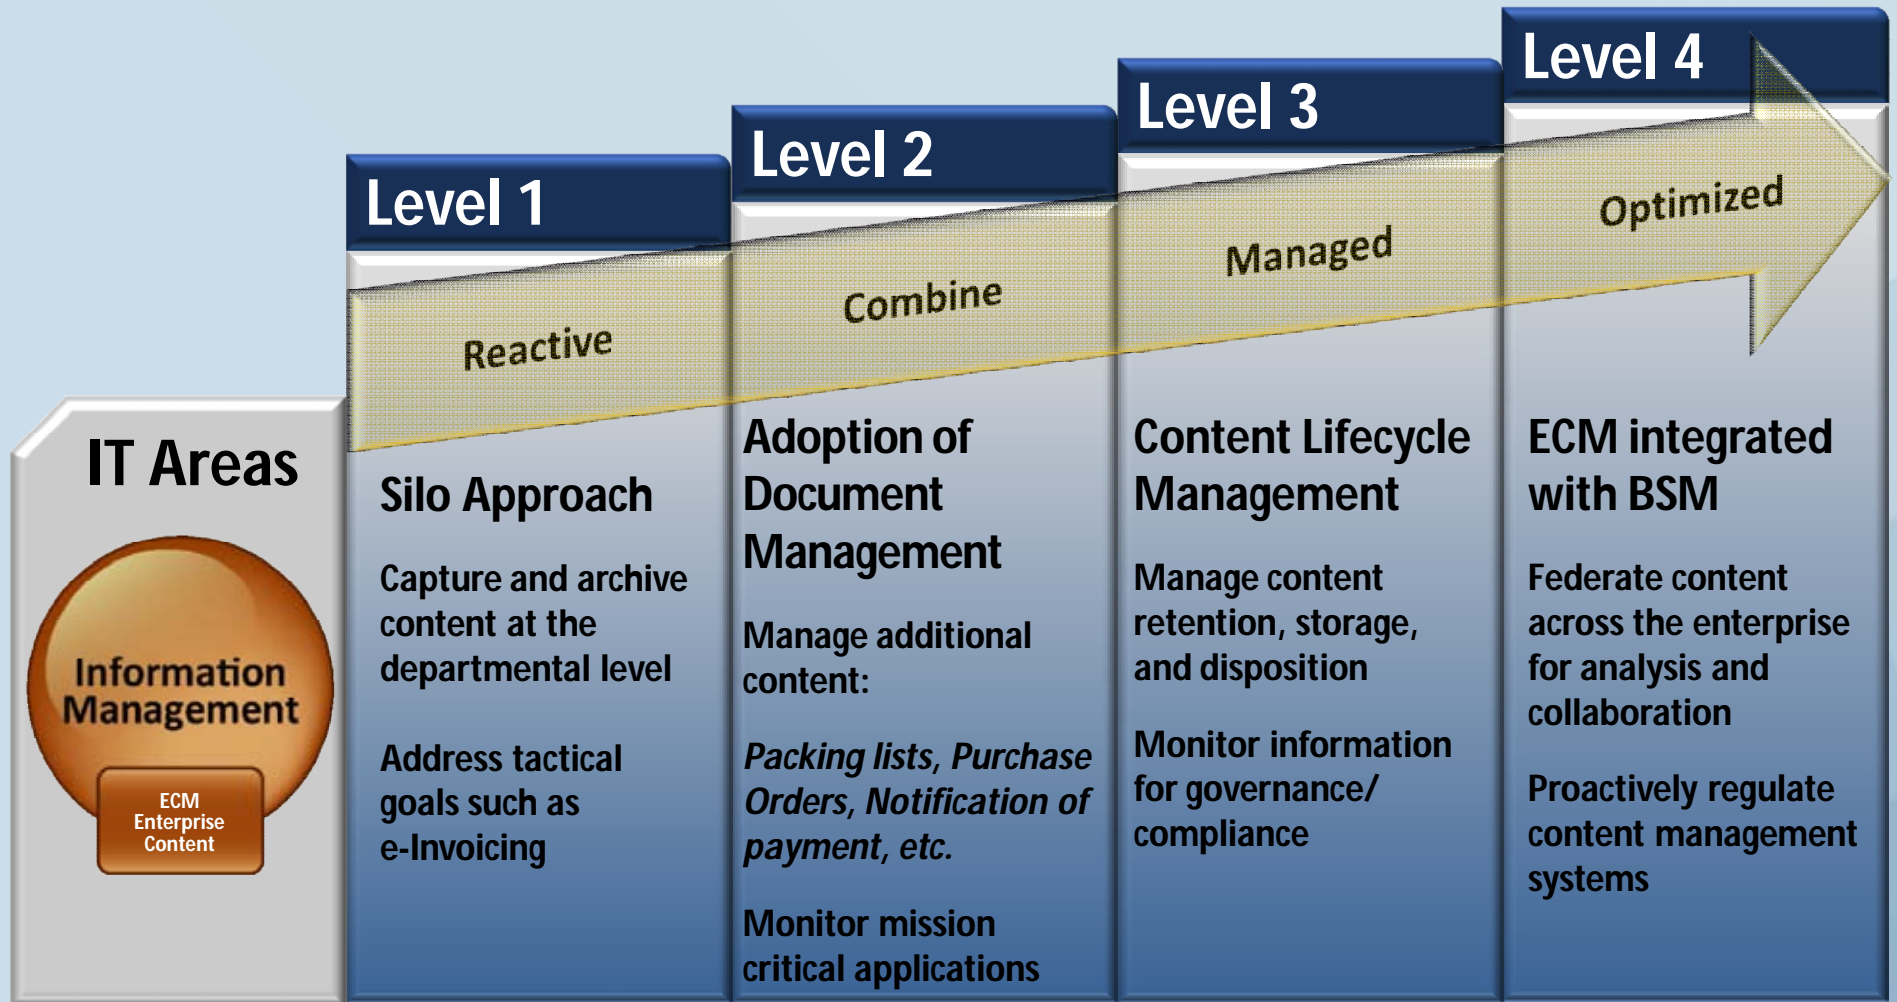 IT Areas
Information
Management
ECM
Enterprise
Content
Level 1
Reactive
Silo Approach
Capture and archive
content at the
departmental level
Address tactical
goals such as
e-Invoicing
Level 2
Combine
Adoption of
Document
Management
Manage additional
content:
Packing lists, Purchase
Orders, Notification of
payment, etc.
Monitor mission
critical applications
Level 3
Managed
Content Lifecycle
Management
Manage content
retention, storage,
and disposition
Monitor information
for governance/
compliance
Level 4
Optimized
ECM integrated
with BSM
Federate content
across the enterprise
for analysis and
collaboration
Proactively regulate
content management
systems